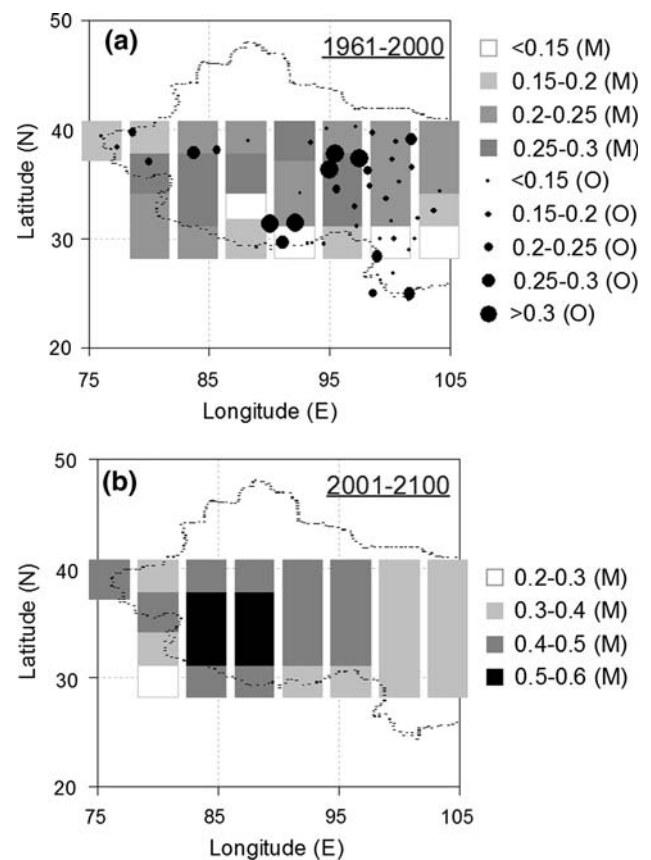 (a)
1961-2000
50
40
30
20
75
85
95
105
Latitude (N)
Longitude (E)
<0.15 (M)
0.15-0.2 (M)
0.2-0.25 (M)
0.25-0.3 (M)
<0.15 (O)
0.15-0.2 (O)
0.2-0.25 (O)
0.25-0.3 (O)
>0.3 (O)
(b)
2001-2100
50
40
30
20
75
85
95
105
Latitude (N)
Longitude (E)
0.2-0.3 (M)
0.3-0.4 (M)
0.4-0.5 (M)
0.5-0.6 (M)